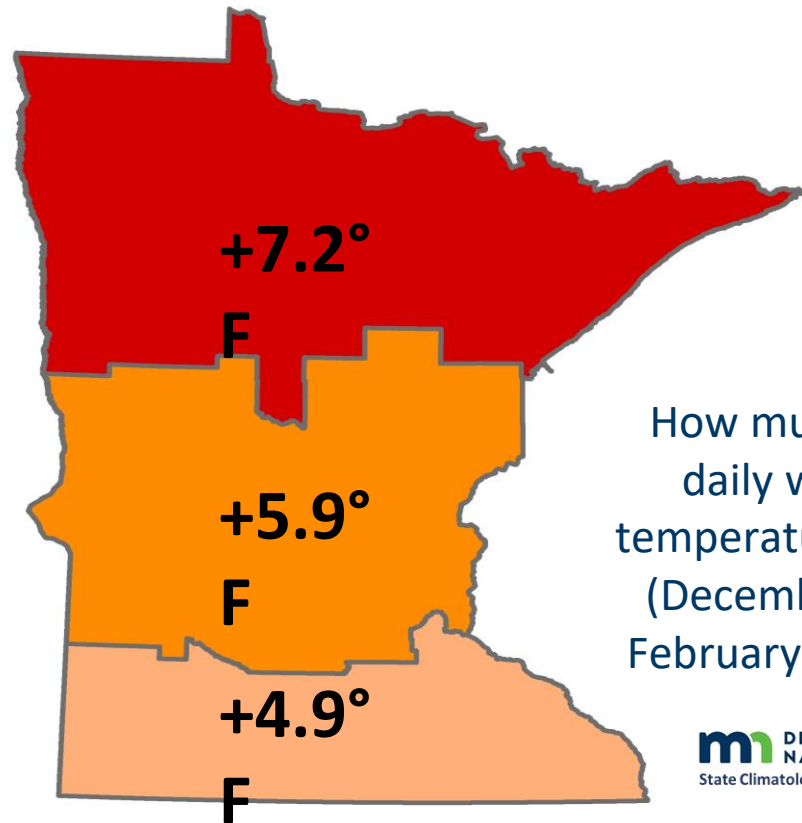 +7.2°
F
+5.9°
F
+4.9°
F
How mu
daily w
temperatu
(Decemb
February
mn
State Climatolo